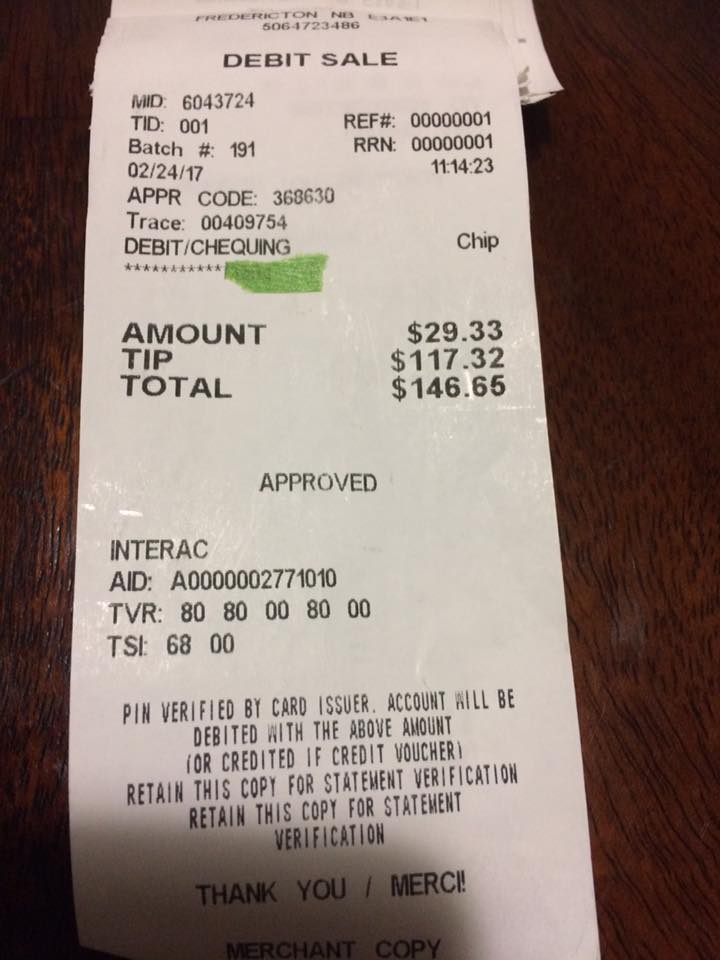 FREDERICTON NB E3A1E1
5064723486
DEBIT SALE
MID: 6043724
TID: 001 REF#: 00000001
Batch #: 191 RRN: 00000001
02/24/17 11:14:23
APPR CODE: 368630
Trace: 00409754
DEBIT/CHEQUING Chip
************
AMOUNT $29.33
TIP $117.32
TOTAL $146.65
APPROVED
INTERAC
AID: A0000002771010
TVR: 80 80 00 80 00
TSI: 68 00
PIN VERIFIED BY CARD ISSUER. ACCOUNT WILL BE
DEBITED WITH THE ABOVE AMOUNT
(OR CREDITED IF CREDIT VOUCHER)
RETAIN THIS COPY FOR STATEMENT VERIFICATION
RETAIN THIS COPY FOR STATEMENT
VERIFICATION
THANK YOU / MERCI!
MERCHANT COPY